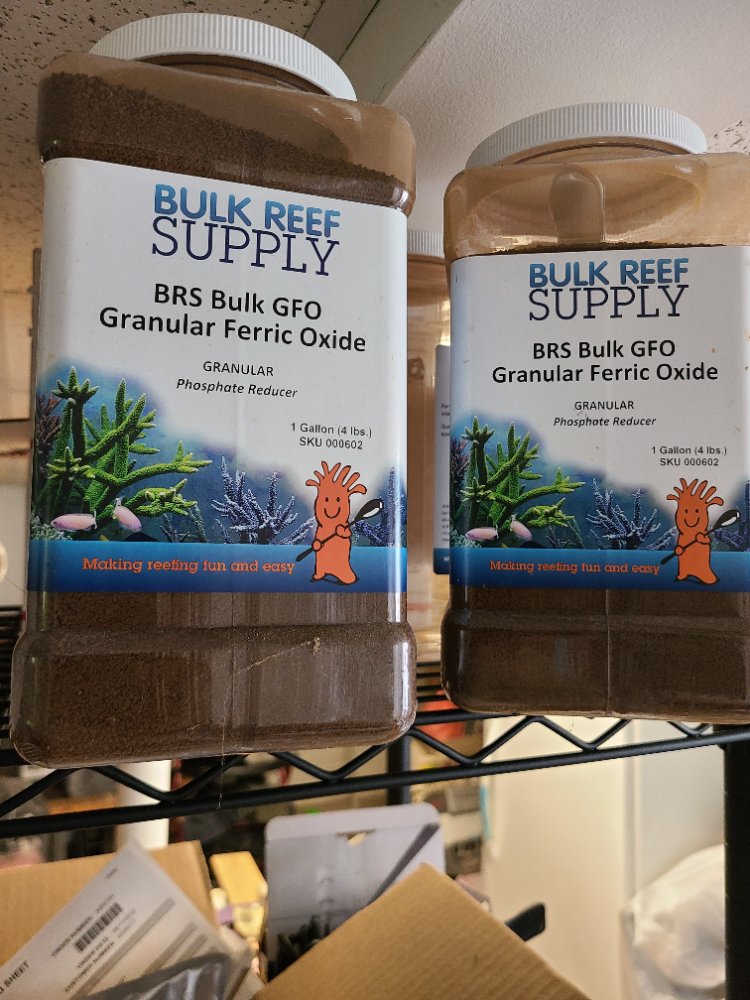 BULK REEF
SUPPLY
BRS Bulk GFO
Granular Ferric Oxide
GRANULAR
Phosphate Reducer
1 Gallon (4 lbs.)
SKU 000602
Making reefing fun and easy
BULK REEF
SUPPLY
BRS Bulk GFO
Granular Ferric Oxide
GRANULAR
Phosphate Reducer
1 Gallon (4 lbs.)
SKU 000602
Making reefing fun and easy
SHEET